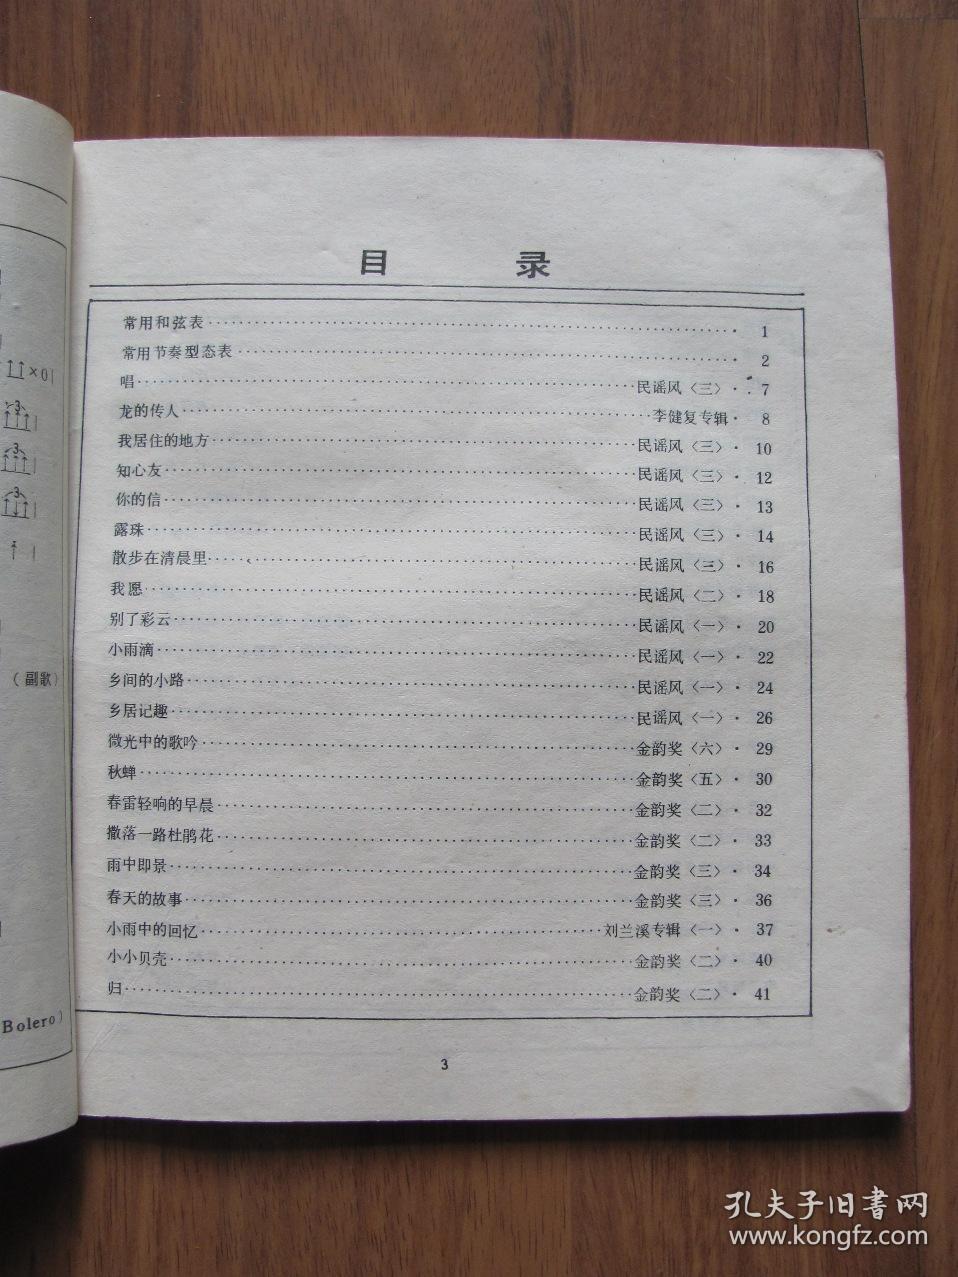 ×0
3
3
3
（副歌）
Bolero)
目 录
常用和弦表 1
常用节奏型态表 2
唱 民谣风〈三〉 7
龙的传人 李健复专辑 8
我居住的地方 民谣风〈三〉 10
知心友 民谣风〈三〉 12
你的信 民谣风〈三〉 13
露珠 民谣风〈三〉 14
散步在清晨里 民谣风〈三〉 16
我愿 民谣风〈二〉 18
别了彩云 民谣风〈一〉 20
小雨滴 民谣风〈一〉 22
乡间的小路 民谣风〈一〉 24
乡居记趣 民谣风〈一〉 26
微光中的歌吟 金韵奖〈六〉 29
秋蝉 金韵奖〈五〉 30
春雷轻响的早晨 金韵奖〈二〉 32
撒落一路杜鹃花 金韵奖〈二〉 33
雨中即景 金韵奖〈三〉 34
春天的故事 金韵奖〈三〉 36
小雨中的回忆 刘兰溪专辑〈一〉 37
小小贝壳 金韵奖〈二〉 40
归 金韵奖〈二〉 41
3
孔夫子旧书网
www.kongfz.com